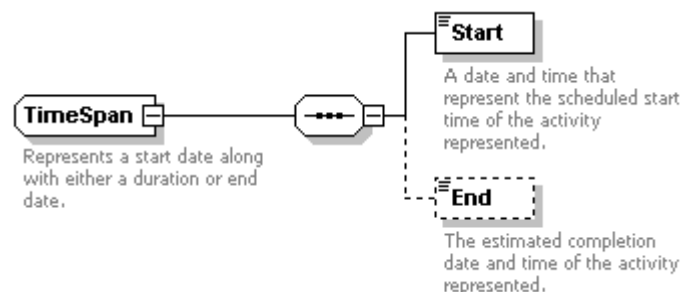 Start
A date and time that
represent the scheduled start
time of the activity
represented.
TimeSpan
Represents a start date along
with either a duration or end
date.
End
The estimated completion
date and time of the activity
represented.